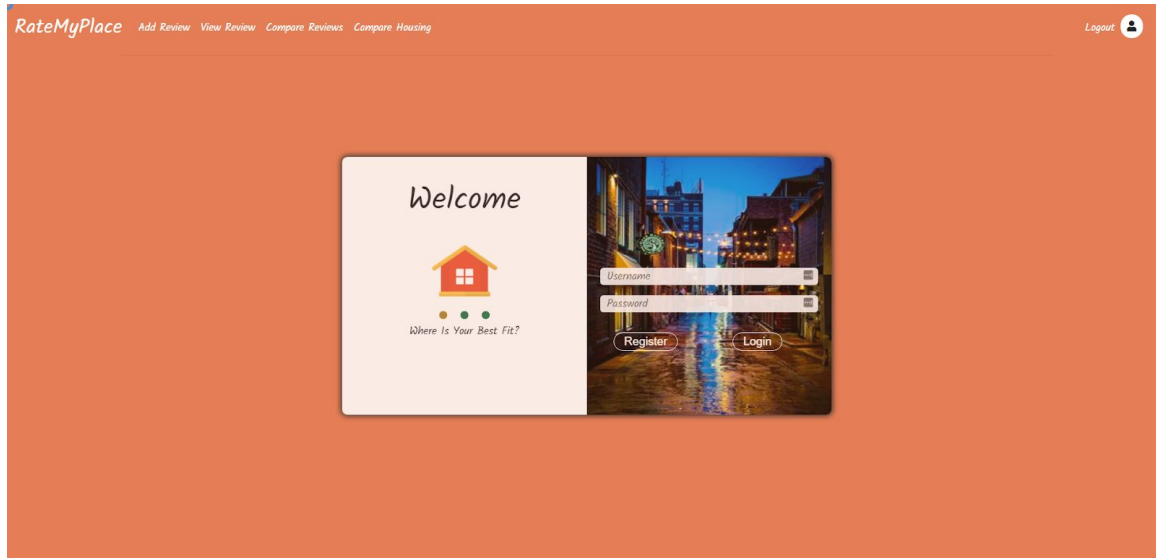 RateMyPlace Add Review View Review Compare Reviews Compare Housing Logout
Welcome
Where Is Your Best Fit?
Username
Password
Register Login